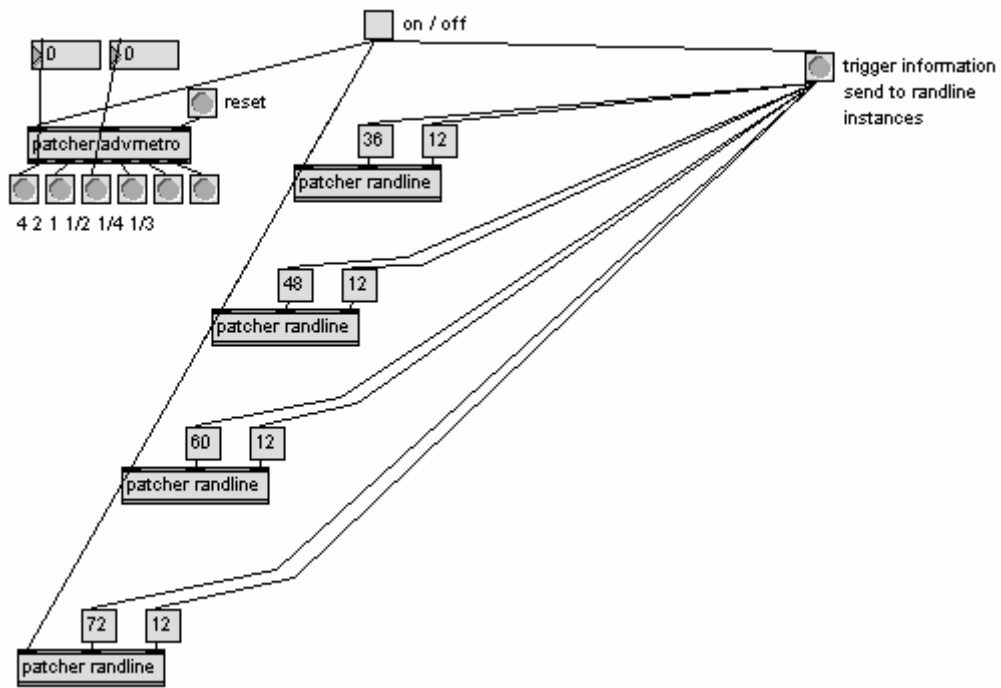 on / off
0
0
trigger information
send to randline
instances
reset
patcher advmetro
36
12
patcher randline
4 2 1 1/2 1/4 1/3
48
12
patcher randline
60
12
patcher randline
72
12
patcher randline